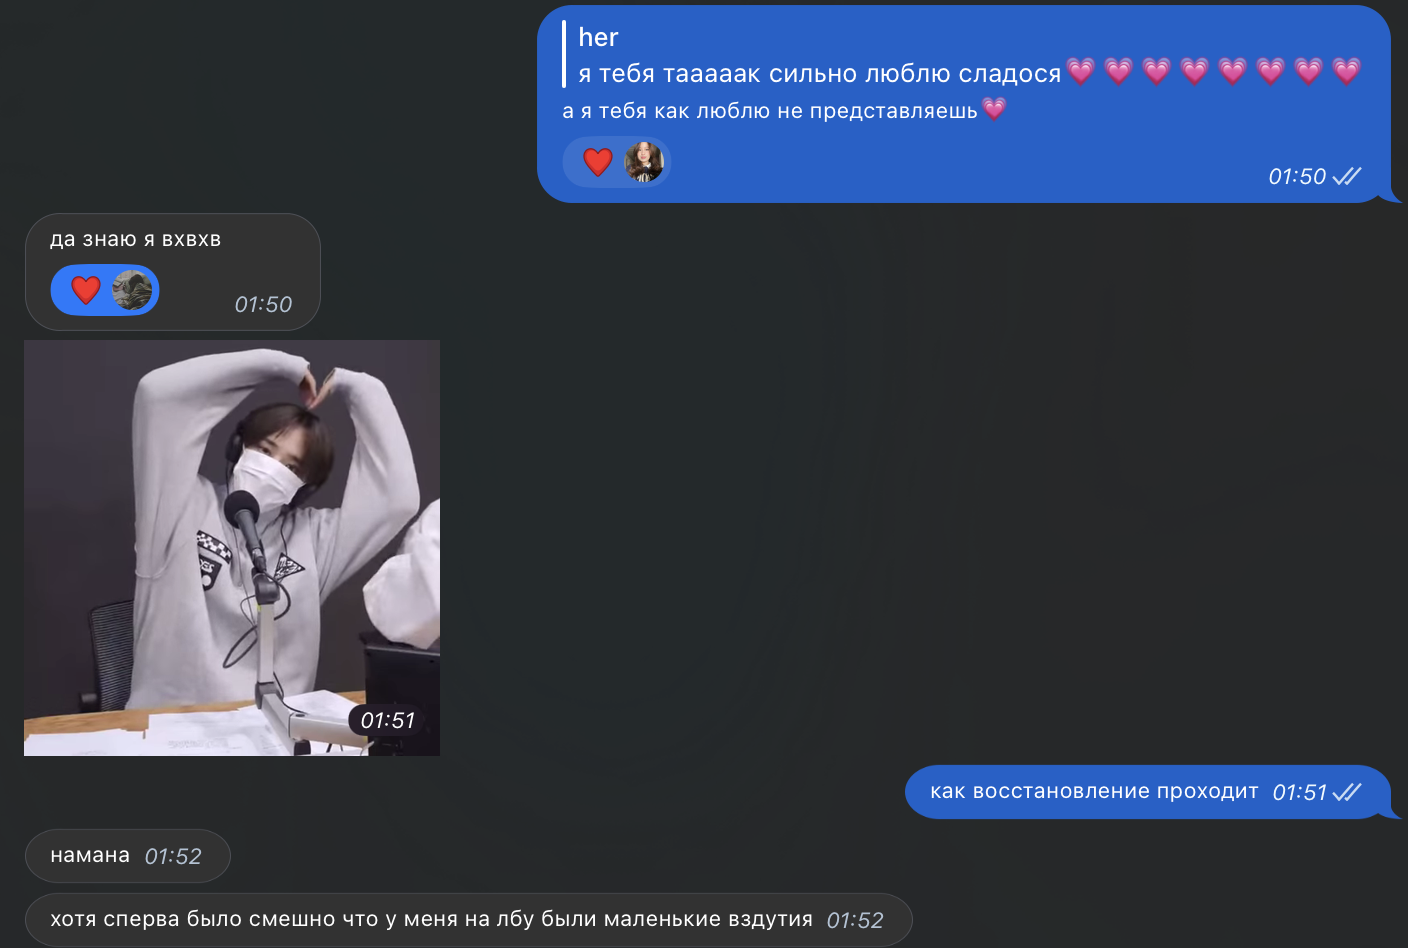 her
я тебя тааааак сильно люблю сладося💗💗💗💗💗💗💗💗
а я тебя как люблю не представляешь💗
01:50
да знаю я вхвхв
01:50
01:51
как восстановление проходит 01:51
намана 01:52
хотя сперва было смешно что у меня на лбу были маленькие вздутия 01:52